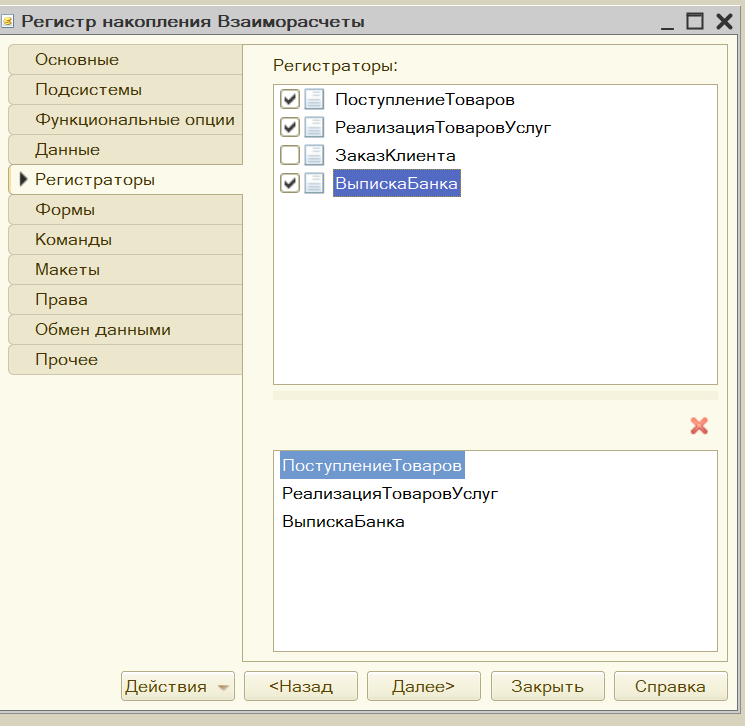 Регистр накопления Взаиморасчеты
Основные
Подсистемы
Функциональные опции
Данные
Регистраторы
Формы
Команды
Макеты
Права
Обмен данными
Прочее
Регистраторы:
ПоступлениеТоваров
РеализацияТоваровУслуг
ЗаказКлиента
ВыпискаБанка
ПоступлениеТоваров
РеализацияТоваровУслуг
ВыпискаБанка
Действия
<Назад
Далее>
Закрыть
Справка